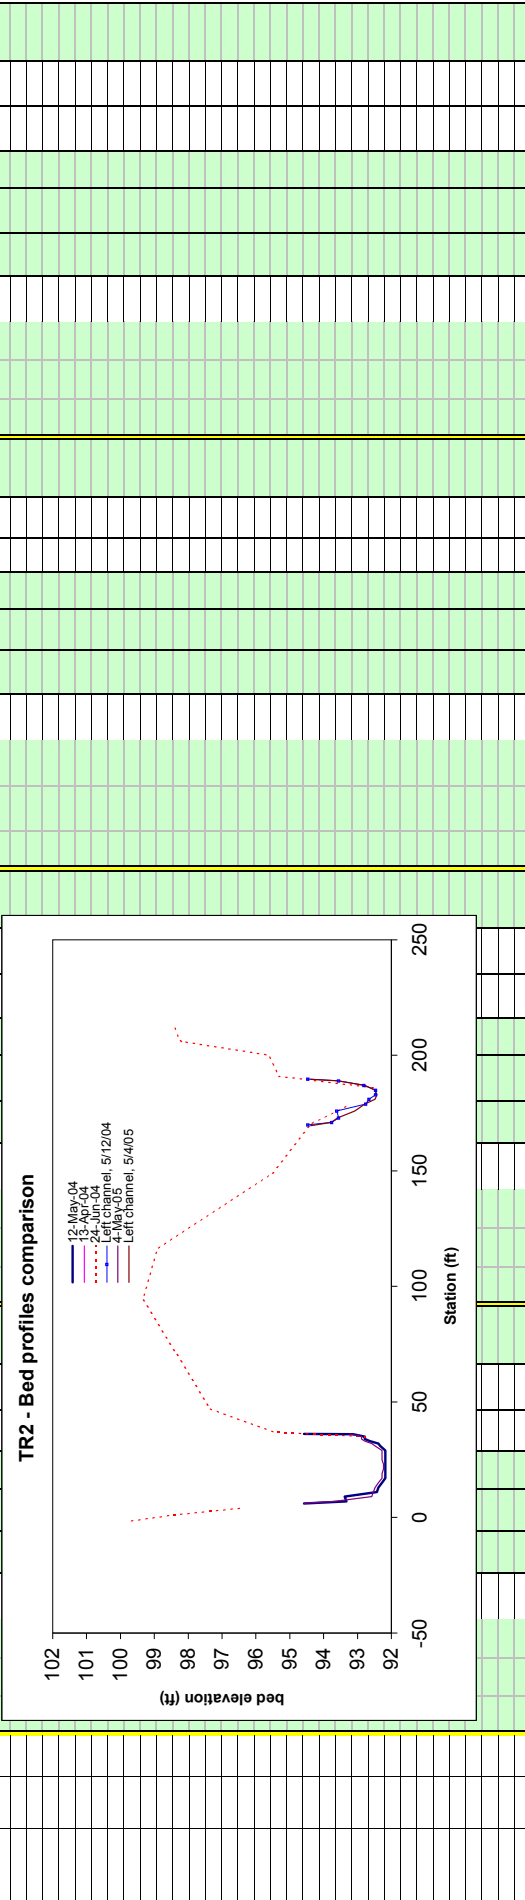 TR2 - Bed profiles comparison
12-May-04
13-Apr-04
24-Jun-04
Left channel, 5/12/04
4-May-05
Left channel, 5/4/05
bed elevation (ft)
102
101
100
99
98
97
96
95
94
93
92
-50
0
50
100
150
200
250
Station (ft)